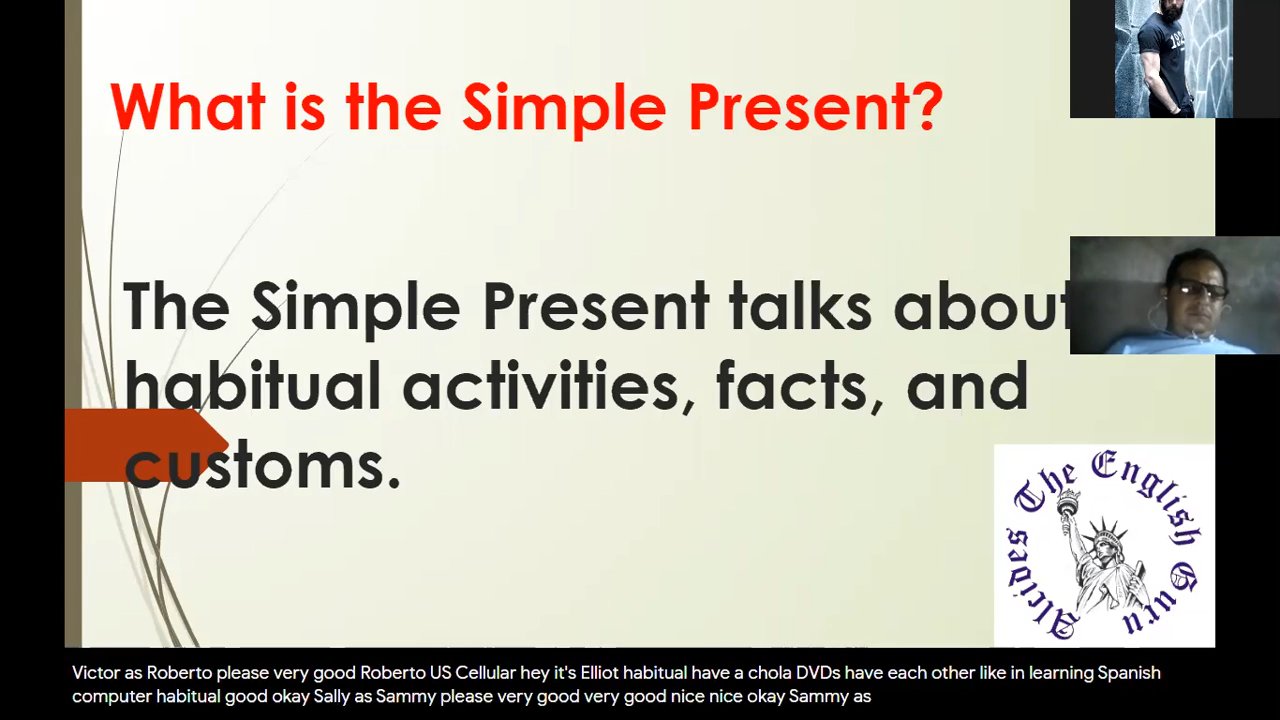 What is the Simple Present?
The Simple Present talks about
habitual activities, facts, and
customs.
Alcides The English Guru
Victor as Roberto please very good Roberto US Cellular hey it's Elliot habitual have a chola DVDs have each other like in learning Spanish
computer habitual good okay Sally as Sammy please very good very good nice nice okay Sammy as